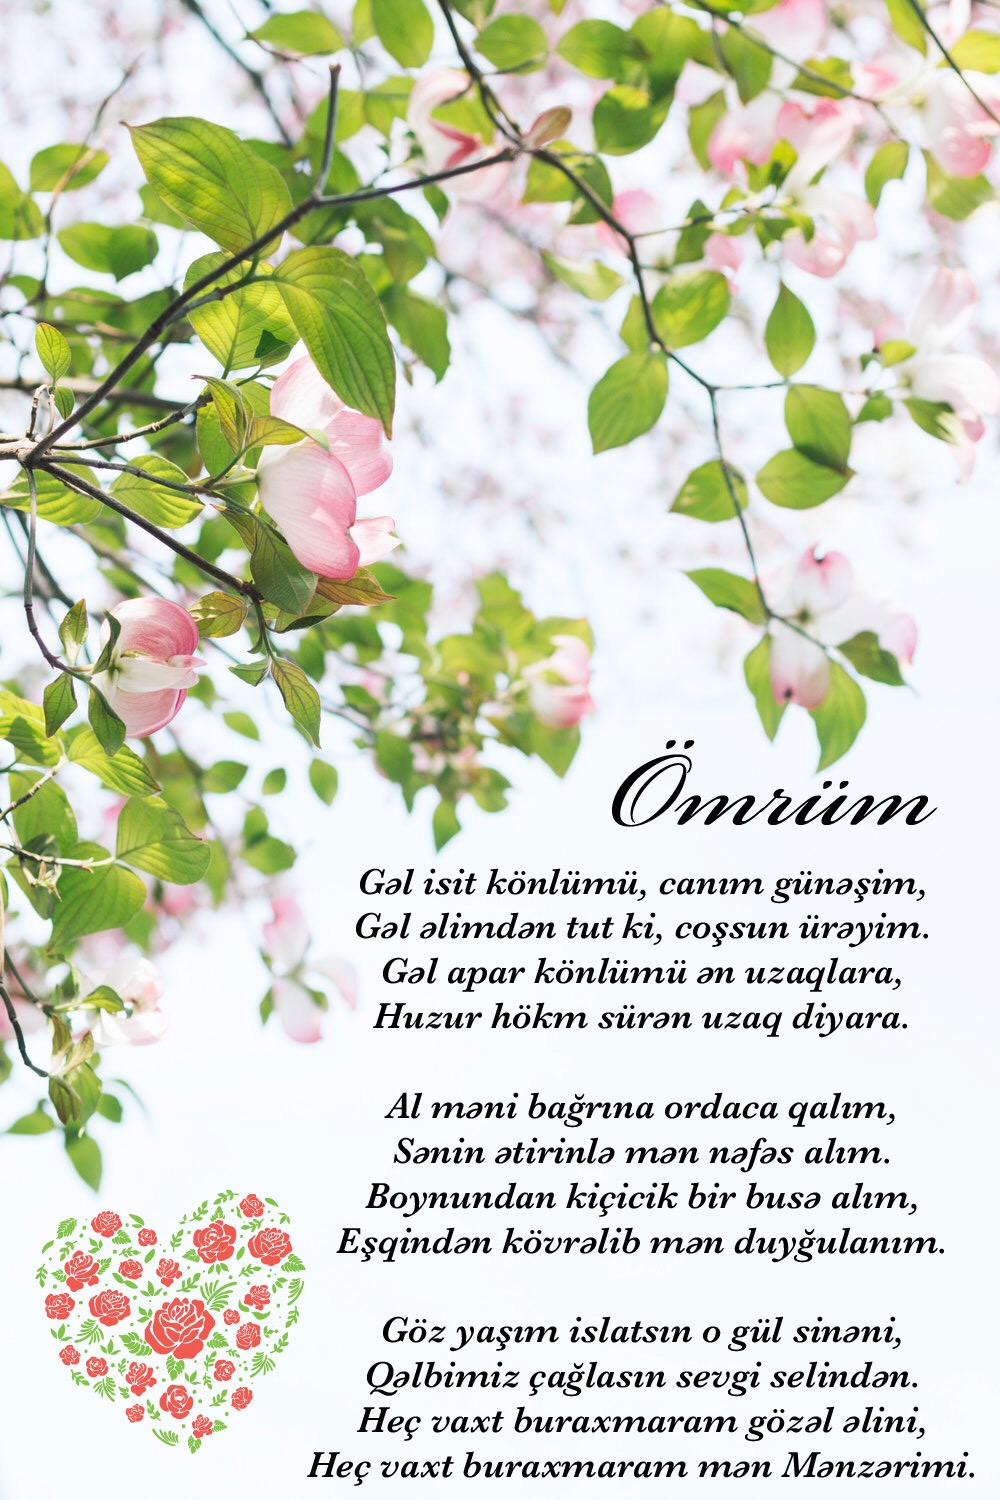 Ömrüm
Gəl isit könlümü, canım günəşim,
Gəl əlimdən tut ki, coşsun ürəyim.
Gəl apar könlümü ən uzaqlara,
Huzur hökm sürən uzaq diyara.
Al məni bağrına ordaca qalım,
Sənin ətirinlə mən nəfəs alım.
Boynundan kiçicik bir busə alım,
Eşqindən kövrəlib mən duyğulanım.
Göz yaşım islatsın o gül sinəni,
Qəlbimiz çağlasın sevgi selindən.
Heç vaxt buraxmaram gözəl əlini,
Heç vaxt buraxmaram mən Mənzərimi.